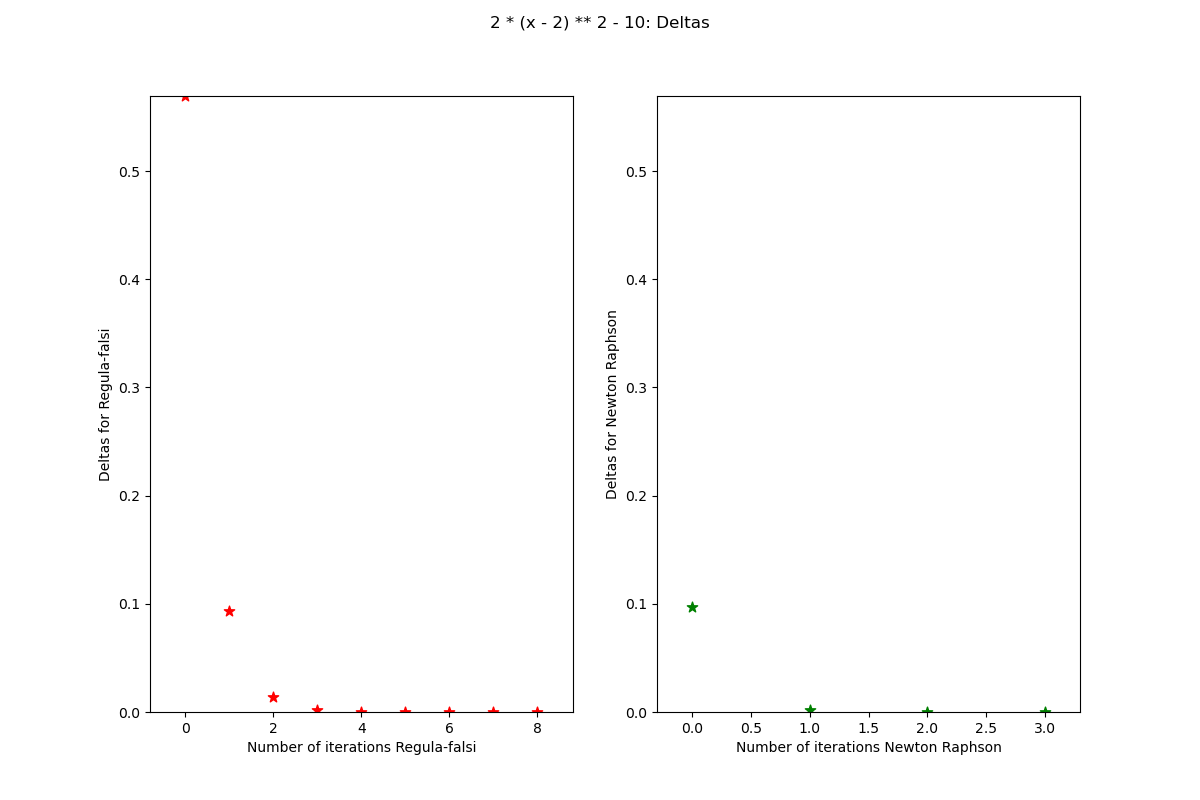 2 * (x - 2) ** 2 - 10: Deltas
Deltas for Regula-falsi
0.5
0.4
0.3
0.2
0.1
0.0
0 2 4 6 8
Number of iterations Regula-falsi
Deltas for Newton Raphson
0.5
0.4
0.3
0.2
0.1
0.0
0.0 0.5 1.0 1.5 2.0 2.5 3.0
Number of iterations Newton Raphson